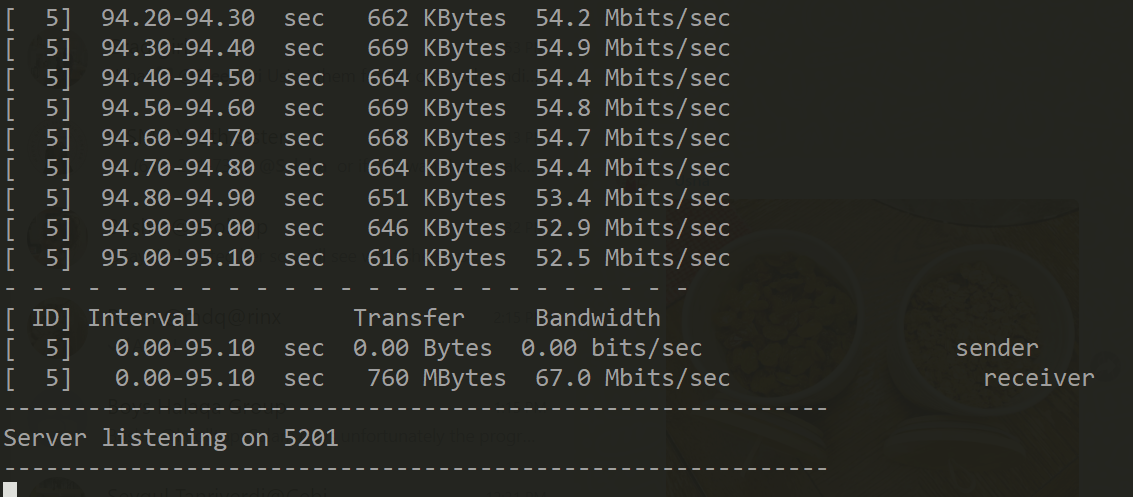 [  5]  94.20-94.30  sec   662 KBytes  54.2 Mbits/sec
[  5]  94.30-94.40  sec   669 KBytes  54.9 Mbits/sec
[  5]  94.40-94.50  sec   664 KBytes  54.4 Mbits/sec
[  5]  94.50-94.60  sec   669 KBytes  54.8 Mbits/sec
[  5]  94.60-94.70  sec   668 KBytes  54.7 Mbits/sec
[  5]  94.70-94.80  sec   664 KBytes  54.4 Mbits/sec
[  5]  94.80-94.90  sec   651 KBytes  53.4 Mbits/sec
[  5]  94.90-95.00  sec   646 KBytes  52.9 Mbits/sec
[  5]  95.00-95.10  sec   616 KBytes  52.5 Mbits/sec
- - - - - - - - - - - - - - - - - - - - - - - - -
[ ID] Interval           Transfer     Bandwidth
[  5]   0.00-95.10  sec  0.00 Bytes  0.00 bits/sec                  sender
[  5]   0.00-95.10  sec   760 MBytes  67.0 Mbits/sec                  receiver
-----------------------------------------------------------
Server listening on 5201
-----------------------------------------------------------